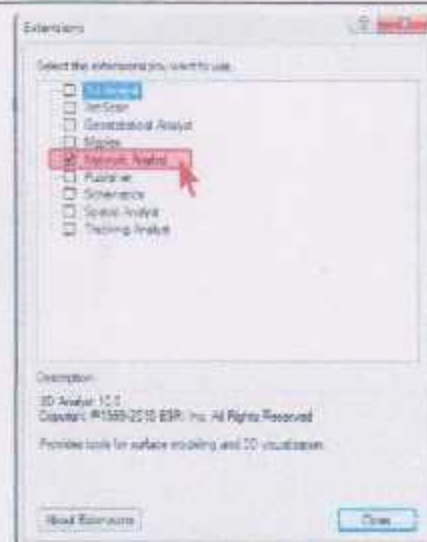 Extensions
Select the extensions you want to use.
3D Analyst
ArcScan
Geostatistical Analyst
Maplex
Network Analyst
Publisher
Schematics
Spatial Analyst
Tracking Analyst
Description:
3D Analyst 10.0
Copyright ©1999-2010 ESRI Inc. All Rights Reserved
Provides tools for surface modeling and 3D visualization.
About Extensions
Close